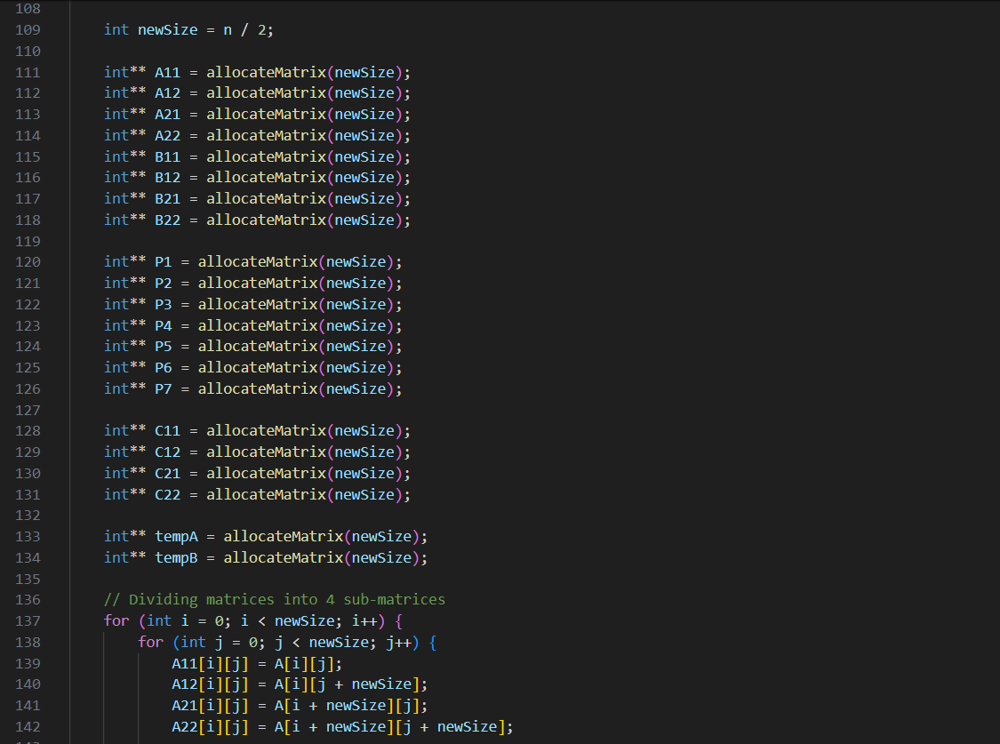 108
109 int newSize = n / 2;
110
111 int** A11 = allocateMatrix(newSize);
112 int** A12 = allocateMatrix(newSize);
113 int** A21 = allocateMatrix(newSize);
114 int** A22 = allocateMatrix(newSize);
115 int** B11 = allocateMatrix(newSize);
116 int** B12 = allocateMatrix(newSize);
117 int** B21 = allocateMatrix(newSize);
118 int** B22 = allocateMatrix(newSize);
119
120 int** P1 = allocateMatrix(newSize);
121 int** P2 = allocateMatrix(newSize);
122 int** P3 = allocateMatrix(newSize);
123 int** P4 = allocateMatrix(newSize);
124 int** P5 = allocateMatrix(newSize);
125 int** P6 = allocateMatrix(newSize);
126 int** P7 = allocateMatrix(newSize);
127
128 int** C11 = allocateMatrix(newSize);
129 int** C12 = allocateMatrix(newSize);
130 int** C21 = allocateMatrix(newSize);
131 int** C22 = allocateMatrix(newSize);
132
133 int** tempA = allocateMatrix(newSize);
134 int** tempB = allocateMatrix(newSize);
135
136 // Dividing matrices into 4 sub-matrices
137 for (int i = 0; i < newSize; i++) {
138 for (int j = 0; j < newSize; j++) {
139 A11[i][j] = A[i][j];
140 A12[i][j] = A[i][j + newSize];
141 A21[i][j] = A[i + newSize][j];
142 A22[i][j] = A[i + newSize][j + newSize];